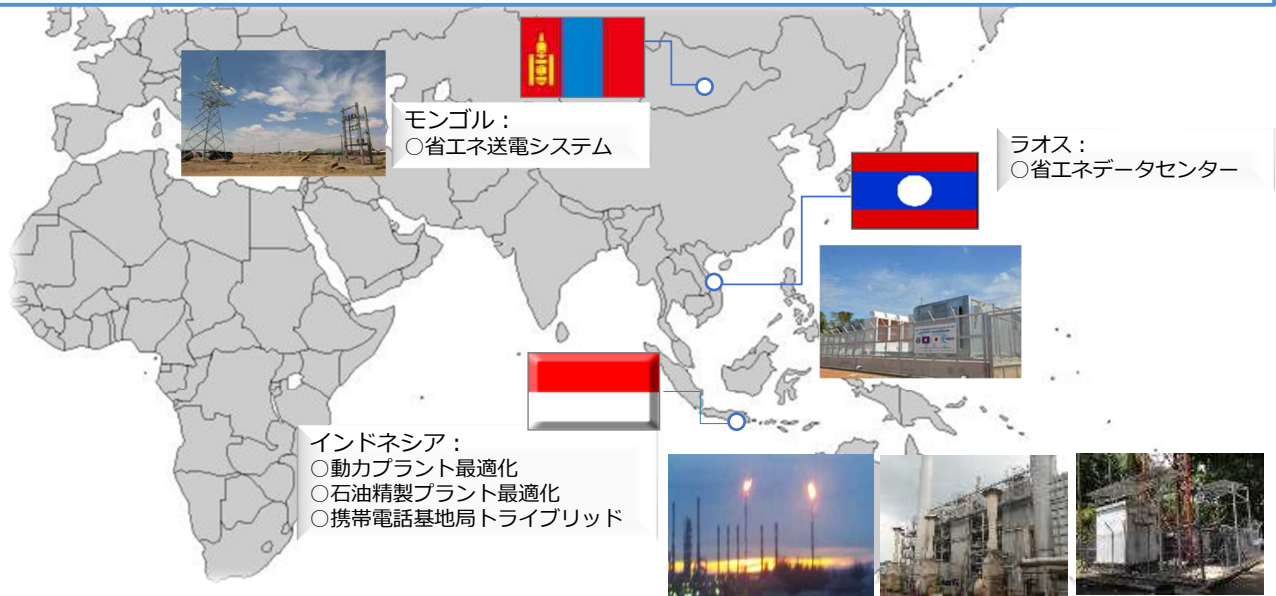 モンゴル：
○省エネ送電システム
ラオス：
○省エネデータセンター
インドネシア：
○動力プラント最適化
○石油精製プラント最適化
○携帯電話基地局トライブリッド